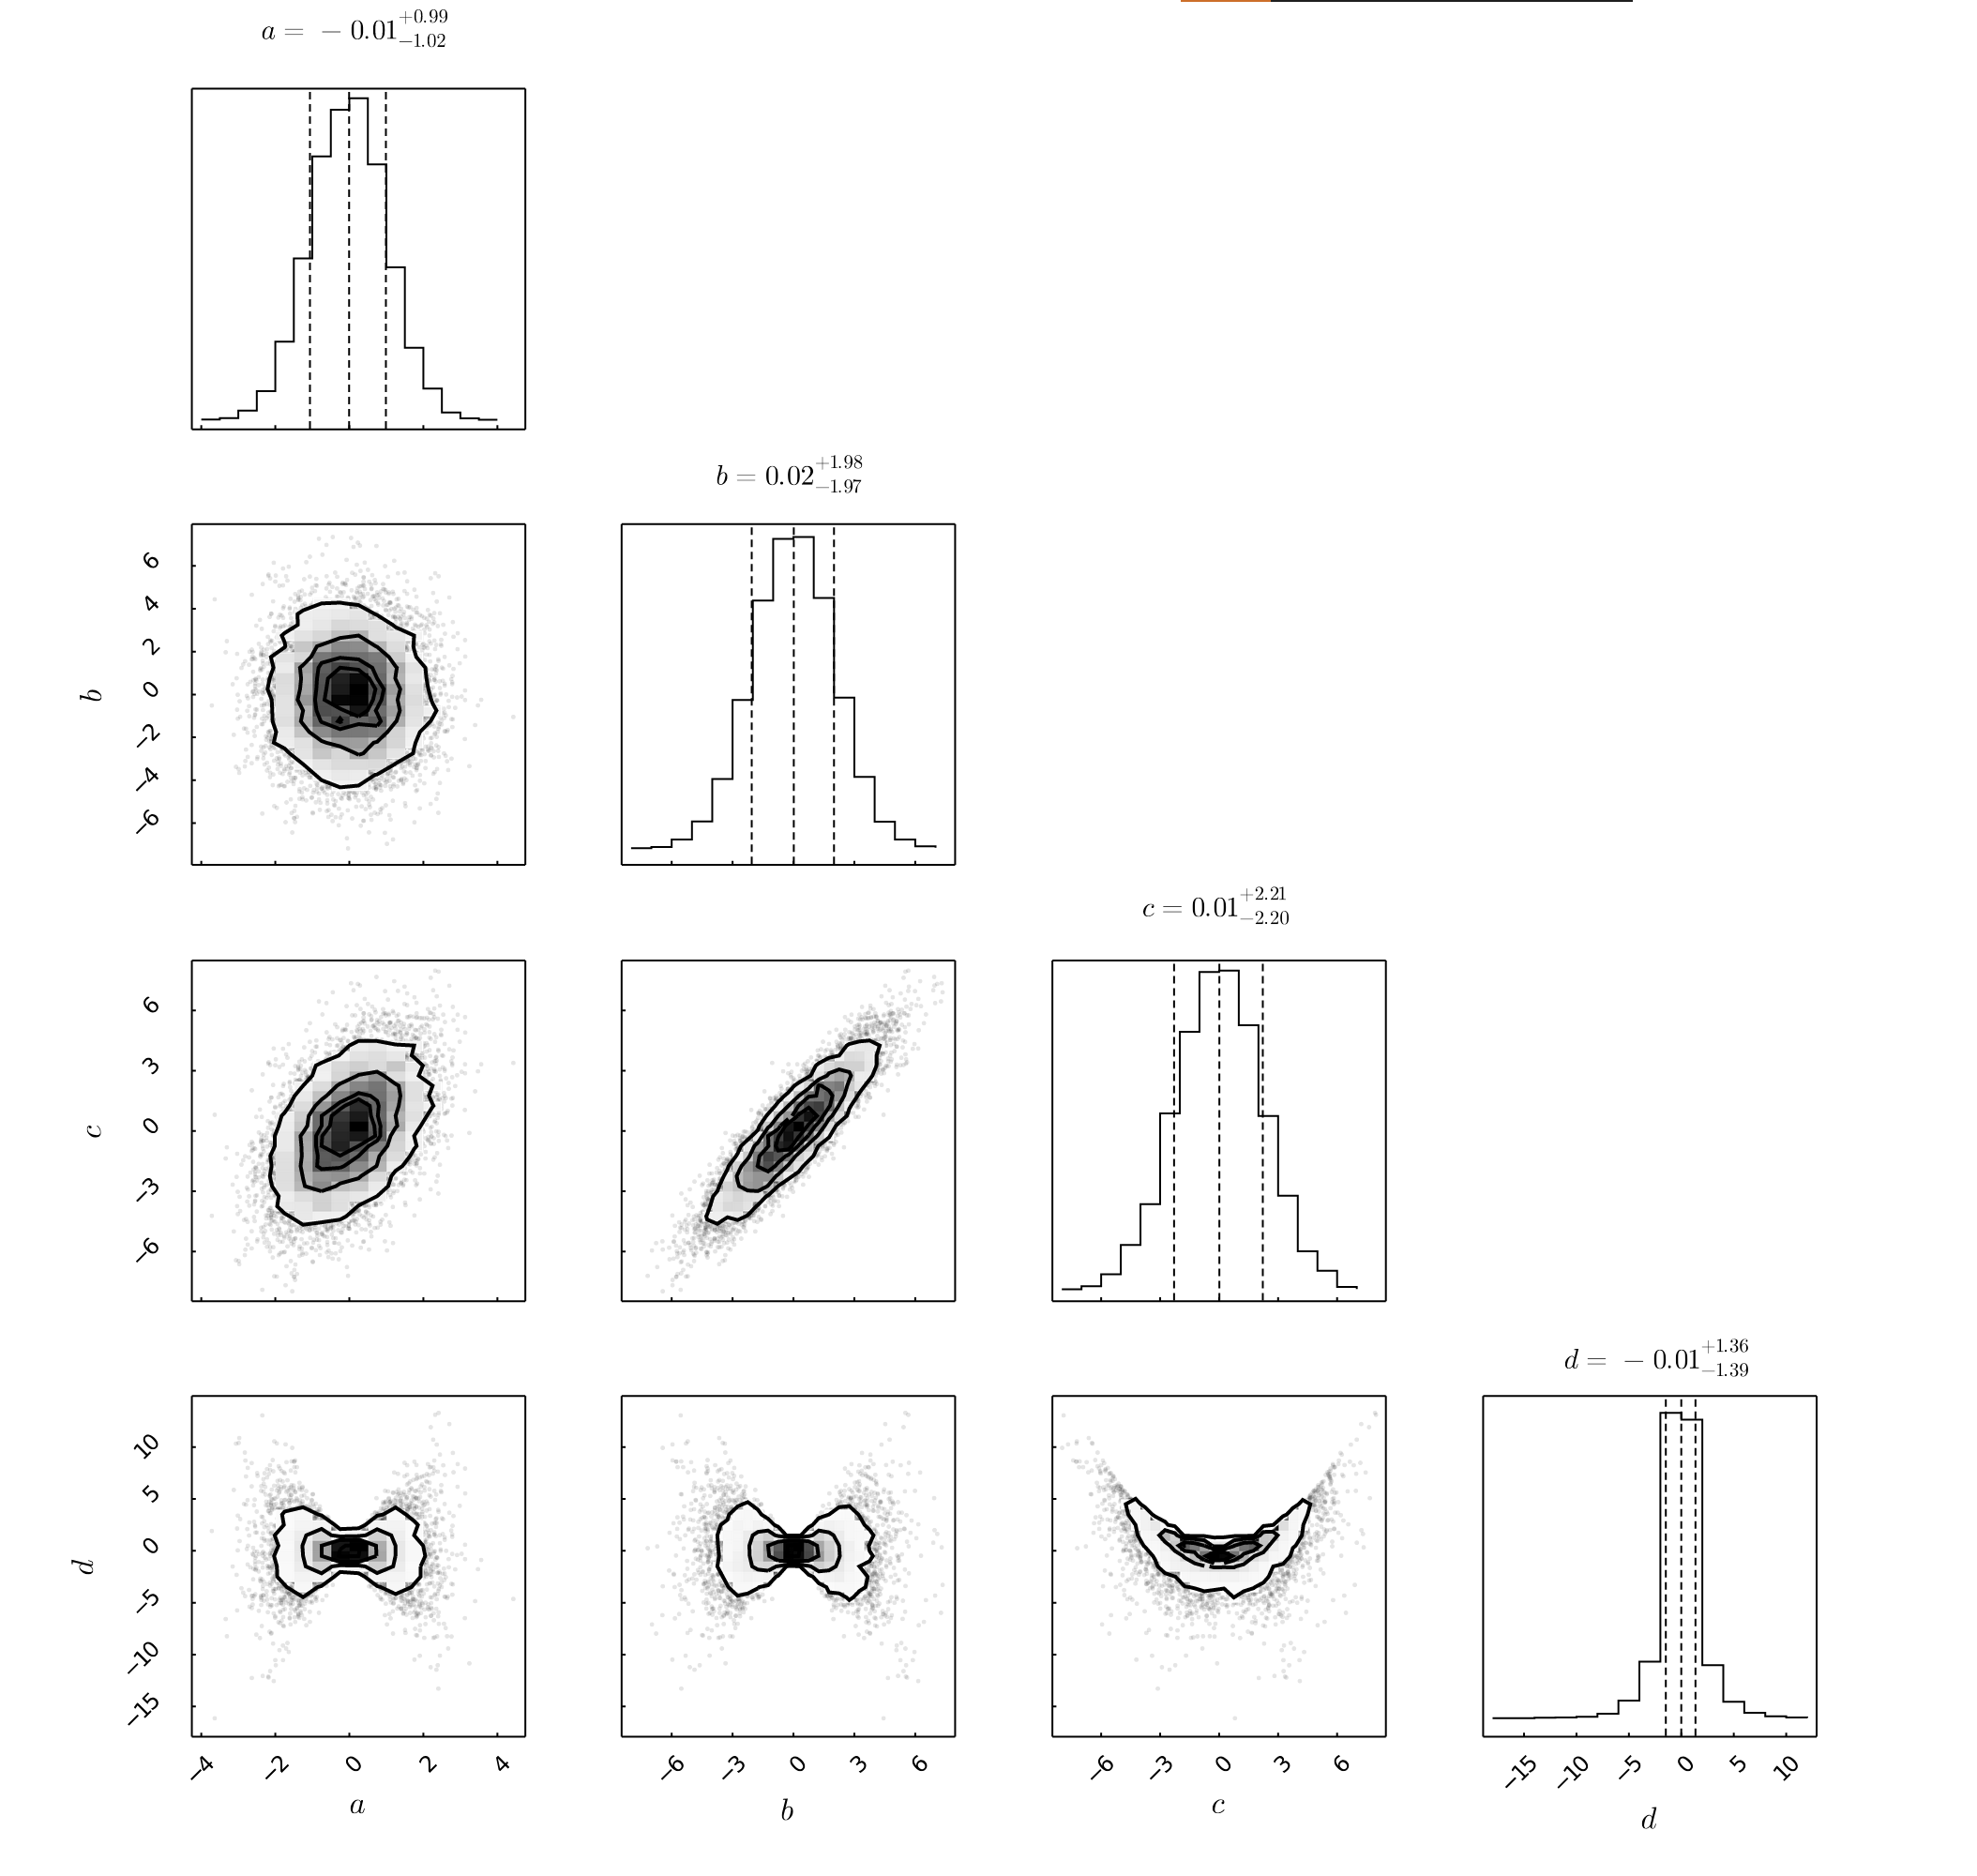 a = − 0.01 +0.99 −1.02
b = 0.02 +1.98 −1.97
6
4
2
0
−2
−4
−6
b
c = 0.01 +2.21 −2.20
6
3
0
−3
−6
c
d = − 0.01 +1.36 −1.39
10
5
0
−5
−10
−15
d
−4 −2 0 2 4
−6 −3 0 3 6
−6 −3 0 3 6
−15 −10 −5 0 5 10
a
b
c
d